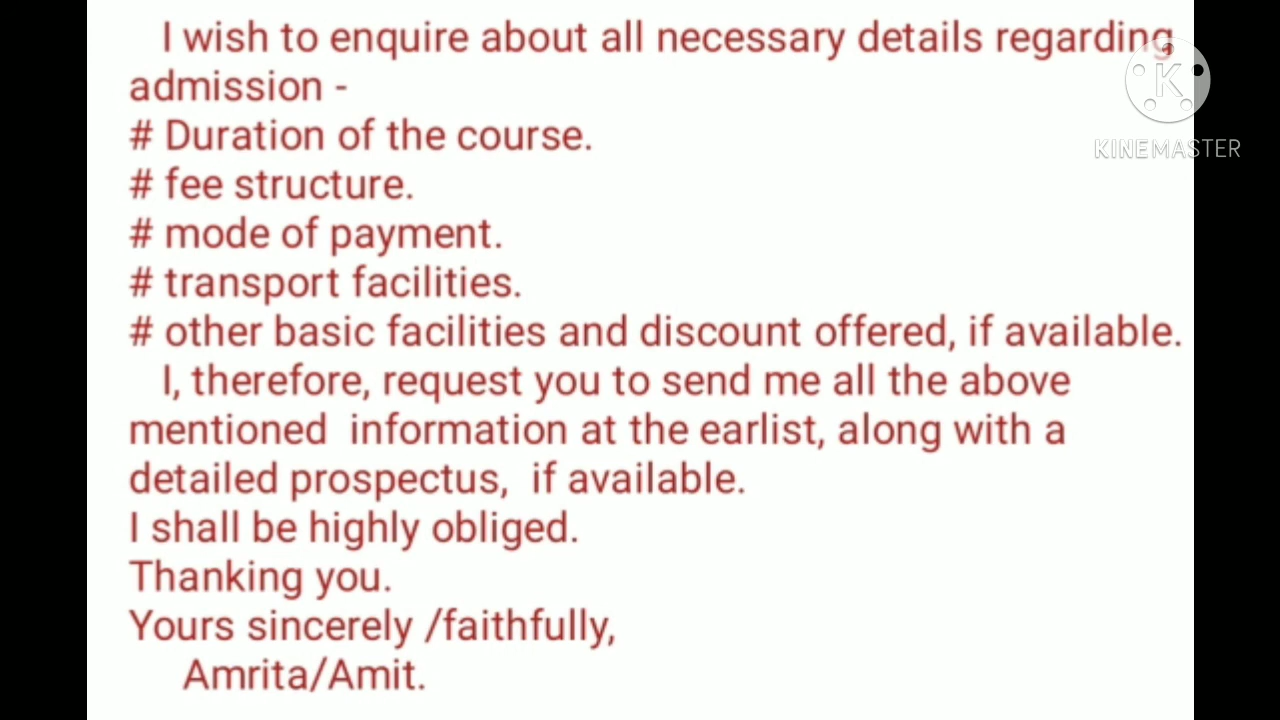 I wish to enquire about all necessary details regarding
admission -
# Duration of the course.
# fee structure.
# mode of payment.
# transport facilities.
# other basic facilities and discount offered, if available.
I, therefore, request you to send me all the above
mentioned  information at the earlist, along with a
detailed prospectus,  if available.
I shall be highly obliged.
Thanking you.
Yours sincerely /faithfully,
Amrita/Amit.
K
KINEMASTER